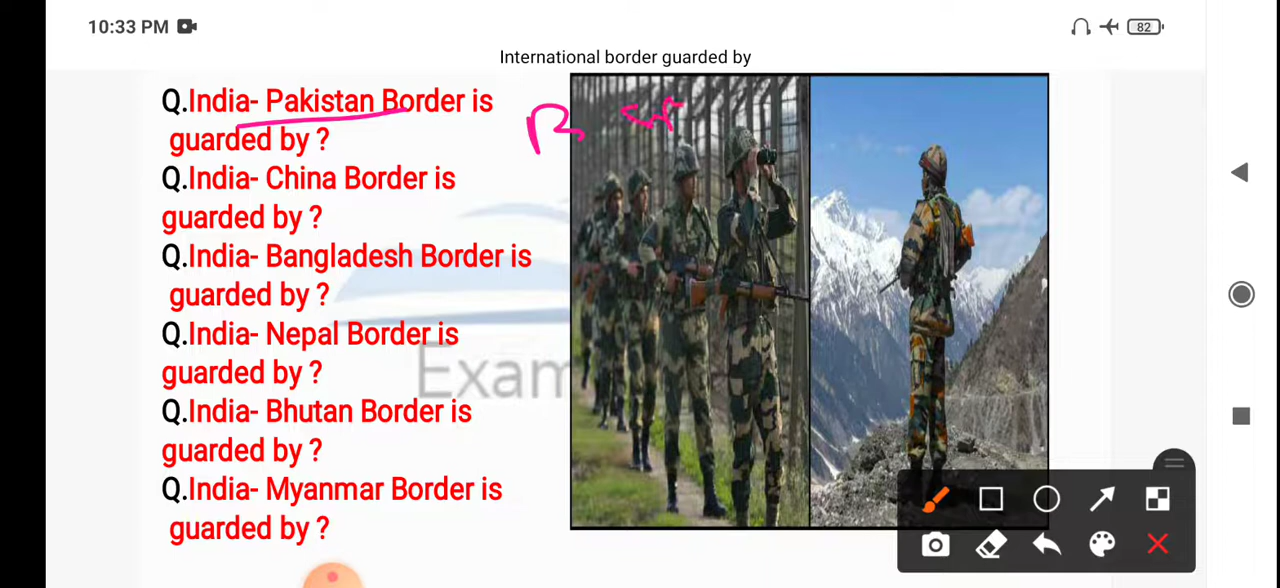 10:33 PM
82
International border guarded by
Q.India- Pakistan Border is
guarded by ?
Q.India- China Border is
guarded by ?
Q.India- Bangladesh Border is
guarded by ?
Q.India- Nepal Border is
guarded by ?
Q.India- Bhutan Border is
guarded by ?
Q.India- Myanmar Border is
guarded by ?
Exam